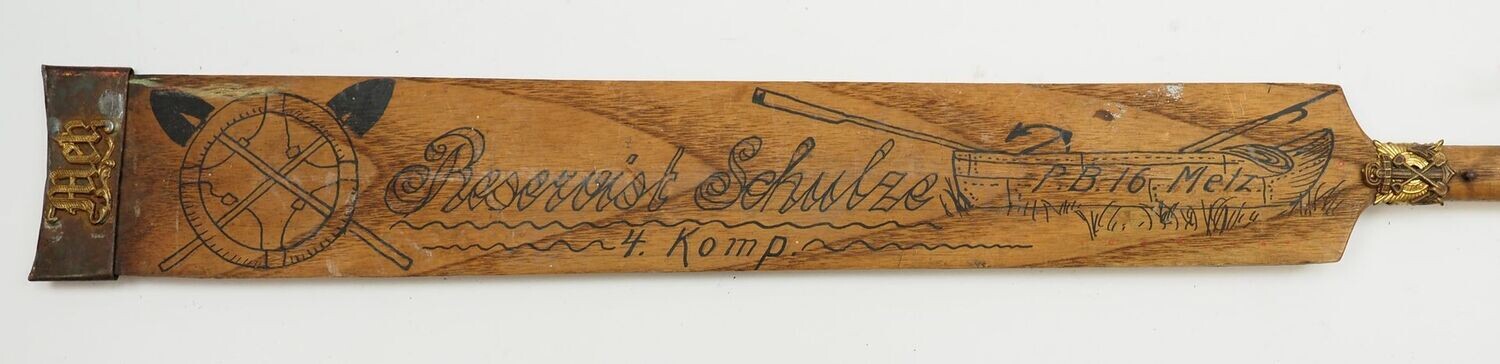 Reservist Schulze
4. Komp.
P.B. 16. Metz.